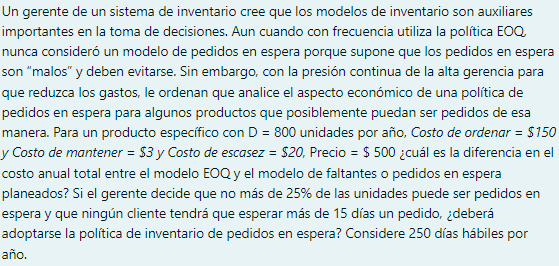 Un gerente de un sistema de inventario cree que los modelos de inventario son auxiliares
importantes en la toma de decisiones. Aun cuando con frecuencia utiliza la política EOQ,
nunca consideró un modelo de pedidos en espera porque supone que los pedidos en espera
son “malos” y deben evitarse. Sin embargo, con la presión continua de la alta gerencia para
que reduzca los gastos, le ordenan que analice el aspecto económico de una política de
pedidos en espera para algunos productos que posiblemente puedan ser pedidos de esa
manera. Para un producto específico con D = 800 unidades por año, Costo de ordenar = $150
y Costo de mantener = $3 y Costo de escasez = $20, Precio = $ 500 ¿cuál es la diferencia en el
costo anual total entre el modelo EOQ y el modelo de faltantes o pedidos en espera
planeados? Si el gerente decide que no más de 25% de las unidades puede ser pedidos en
espera y que ningún cliente tendrá que esperar más de 15 días un pedido, ¿deberá
adoptarse la política de inventario de pedidos en espera? Considere 250 días hábiles por
año.